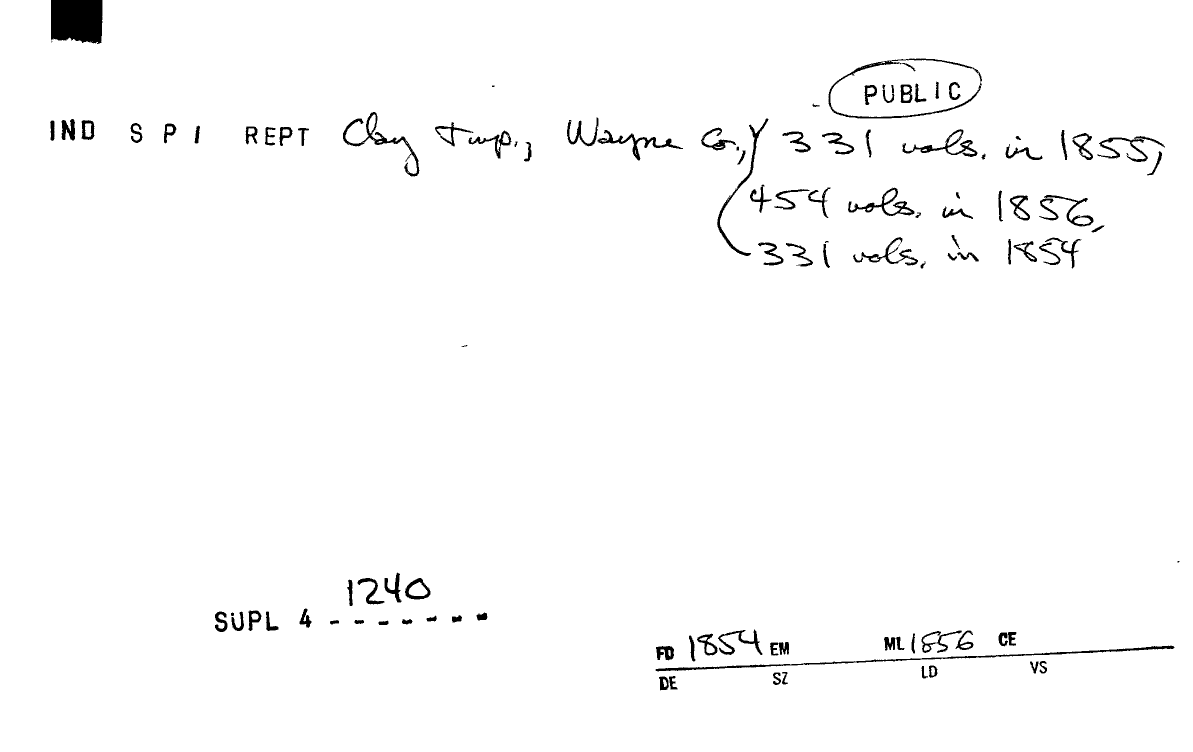 PUBLIC
IND S P I REPT Clay twp., Wayne Co., 331 vols. in 1855,
454 vols. in 1856,
331 vols. in 1854
1240
SUPL 4 - - - - - - -
FD 1854 EM ML 1856 CE
DE SZ LD VS